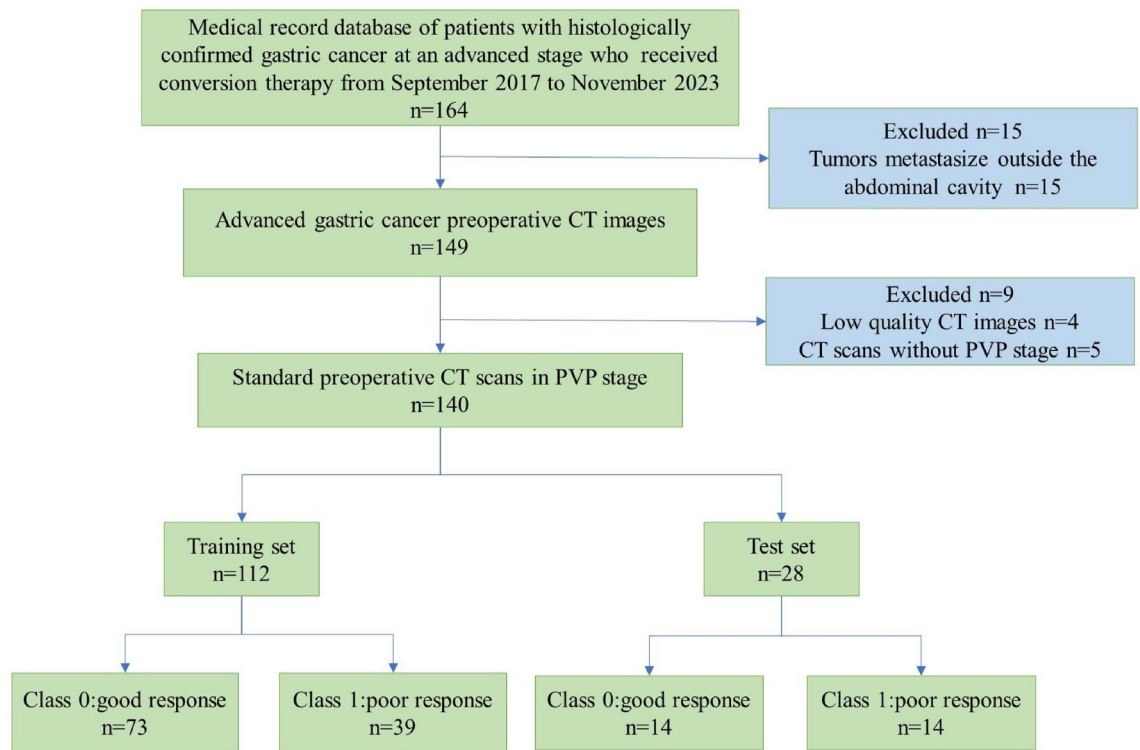 Medical record database of patients with histologically
confirmed gastric cancer at an advanced stage who received
conversion therapy from September 2017 to November 2023
n=164
Excluded n=15
Tumors metastasize outside the
abdominal cavity n=15
Advanced gastric cancer preoperative CT images
n=149
Excluded n=9
Low quality CT images n=4
CT scans without PVP stage n=5
Standard preoperative CT scans in PVP stage
n=140
Training set
n=112
Test set
n=28
Class 0:good response
n=73
Class 1:poor response
n=39
Class 0:good response
n=14
Class 1:poor response
n=14